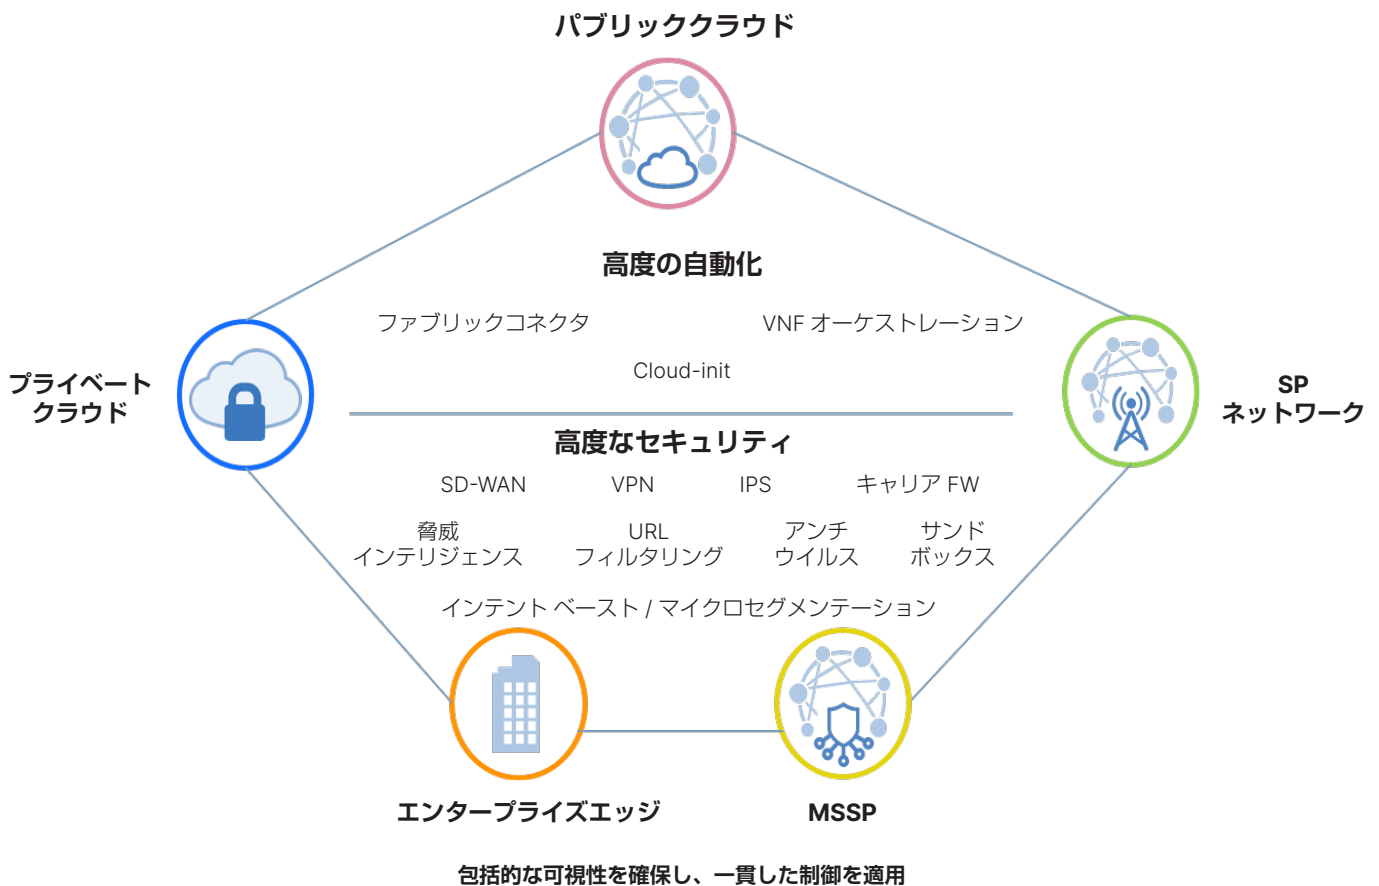 パブリッククラウド
高度の自動化
ファブリックコネクタ
VNF オーケストレーション
Cloud-init
プライベート
クラウド
SP
ネットワーク
高度なセキュリティ
SD-WAN
VPN
IPS
キャリア FW
脅威
インテリジェンス
URL
フィルタリング
アンチ
ウイルス
サンド
ボックス
インテント ベースト / マイクロセグメンテーション
エンタープライズエッジ
MSSP
包括的な可視性を確保し、一貫した制御を適用